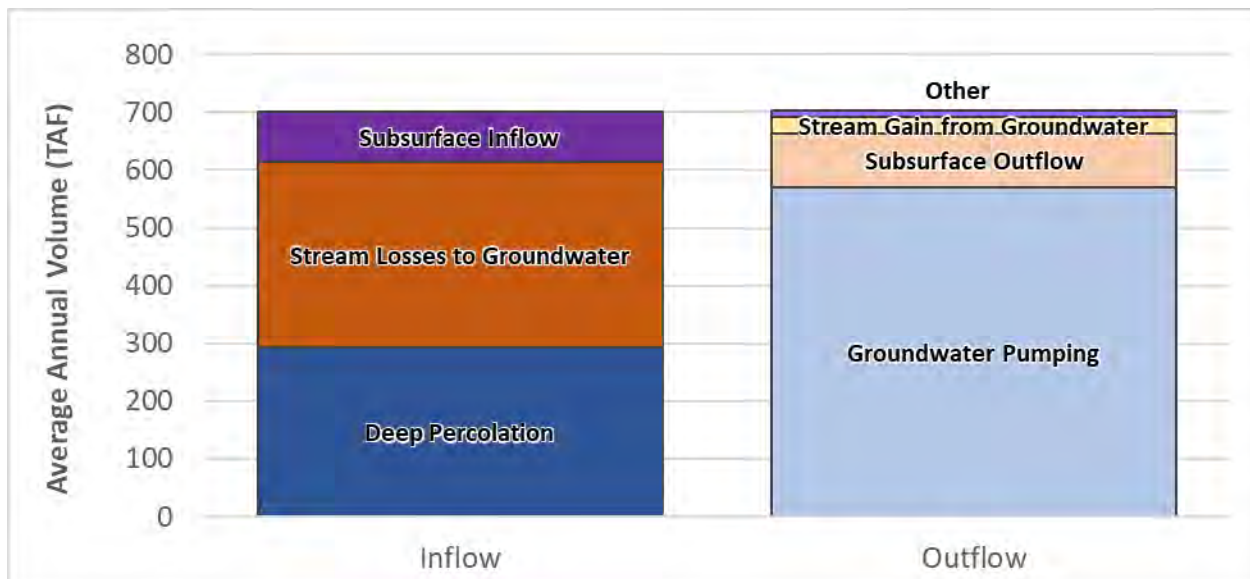 Average Annual Volume (TAF)
800
700
600
500
400
300
200
100
0
Subsurface Inflow
Stream Losses to Groundwater
Deep Percolation
Other
Stream Gain from Groundwater
Subsurface Outflow
Groundwater Pumping
Inflow
Outflow